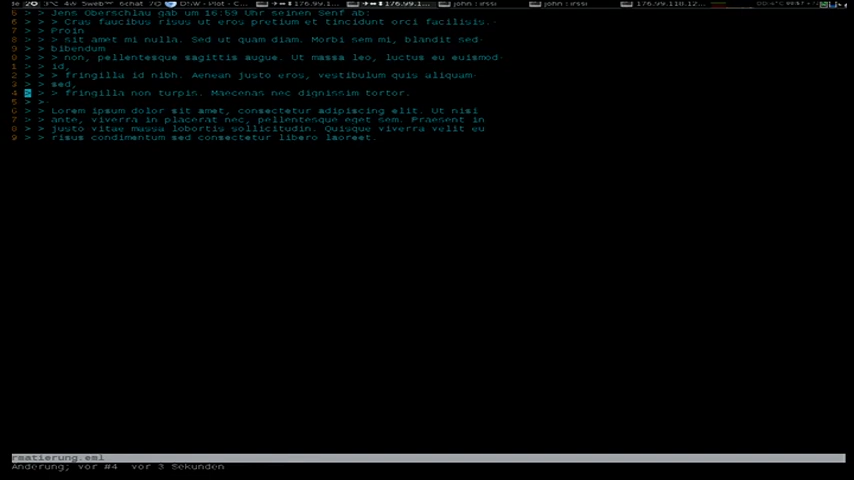 5 > > Jens Oberschlau gab um 16:59 Uhr seinen Senf ab:
6 > > > Cras faucibus risus ut eros pretium et tincidunt orci facilisis.
7 > > Proin
8 > > > sit amet mi nulla. Sed ut quam diam. Morbi sem mi, blandit sed
9 > > bibendum
0 > > > non, pellentesque sagittis augue. Ut massa leo, luctus eu euismod
1 > > id,
2 > > > fringilla id nibh. Aenean justo eros, vestibulum quis aliquam
3 > > sed,
4 > > > fringilla non turpis. Maecenas nec dignissim tortor.
5 > >
6 > > Lorem ipsum dolor sit amet, consectetur adipiscing elit. Ut nisi
7 > > ante, viverra in placerat nec, pellentesque eget sem. Praesent in
8 > > justo vitae massa lobortis sollicitudin. Quisque viverra velit eu
9 > > risus condimentum sed consectetur libero laoreet.
rmatierung.eml
Änderung; vor #4 vor 3 Sekunden